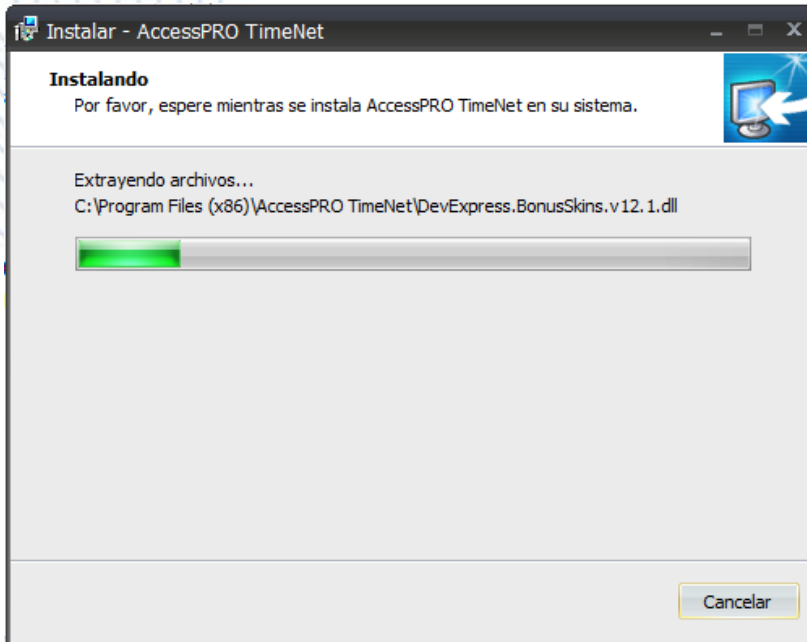 Instalar - AccessPRO TimeNet
Instalando
Por favor, espere mientras se instala AccessPRO TimeNet en su sistema.
Extrayendo archivos...
C:\Program Files (x86)\AccessPRO TimeNet\DevExpress.BonusSkins.v12.1.dll
Cancelar